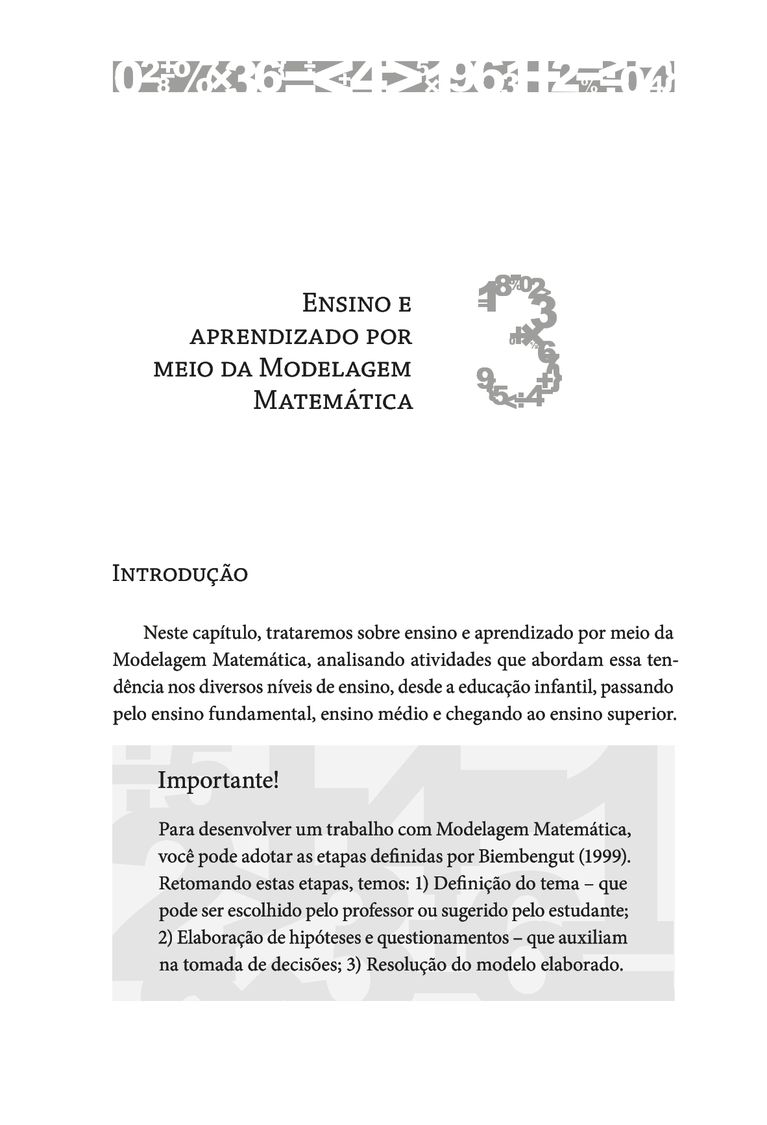 Ensino e
aprendizado por
meio da Modelagem
Matemática
3
Introdução
Neste capítulo, trataremos sobre ensino e aprendizado por meio da
Modelagem Matemática, analisando atividades que abordam essa ten-
dência nos diversos níveis de ensino, desde a educação infantil, passando
pelo ensino fundamental, ensino médio e chegando ao ensino superior.
Importante!
Para desenvolver um trabalho com Modelagem Matemática,
você pode adotar as etapas definidas por Biembengut (1999).
Retomando estas etapas, temos: 1) Definição do tema – que
pode ser escolhido pelo professor ou sugerido pelo estudante;
2) Elaboração de hipóteses e questionamentos – que auxiliam
na tomada de decisões; 3) Resolução do modelo elaborado.